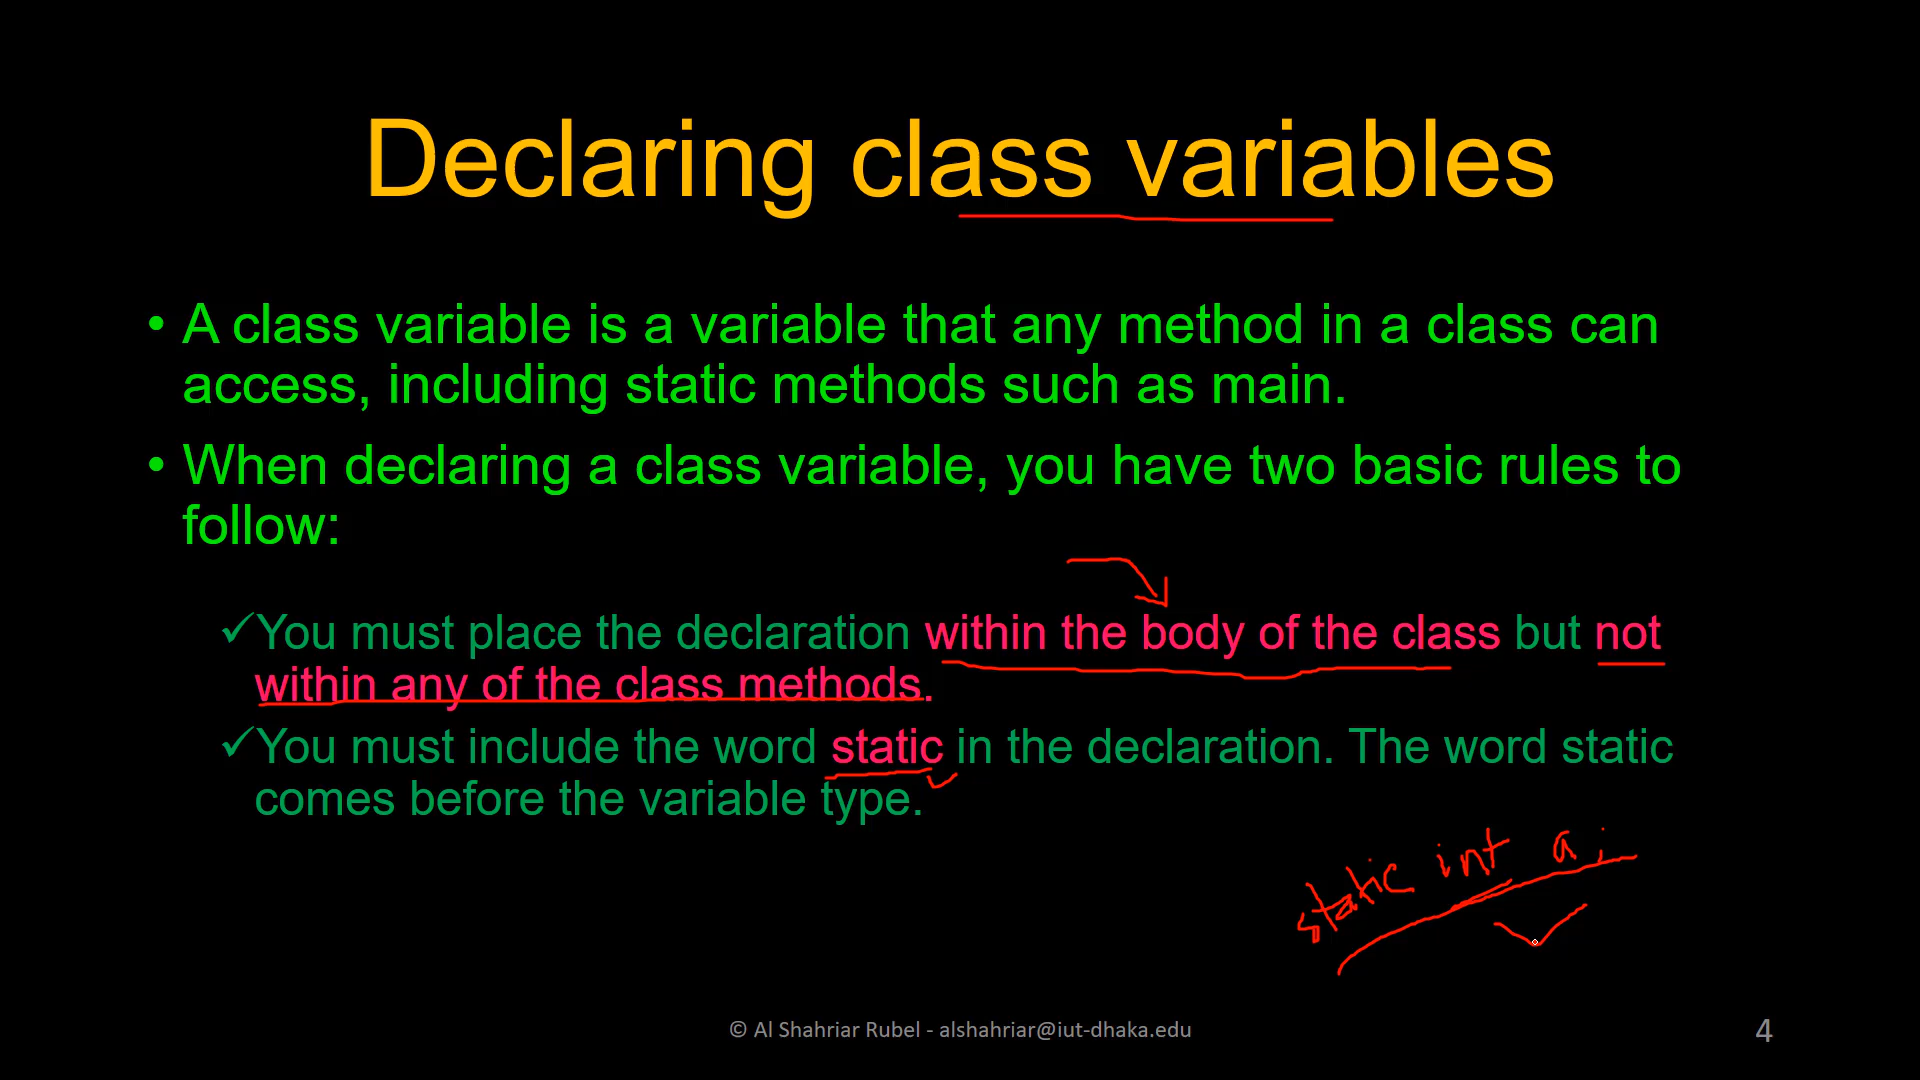 Declaring class variables
• A class variable is a variable that any method in a class can
access, including static methods such as main.
• When declaring a class variable, you have two basic rules to
follow:
✓You must place the declaration within the body of the class but not
within any of the class methods.
✓You must include the word static in the declaration. The word static
comes before the variable type.
static int a;
© Al Shahriar Rubel - alshahriar@iut-dhaka.edu
4